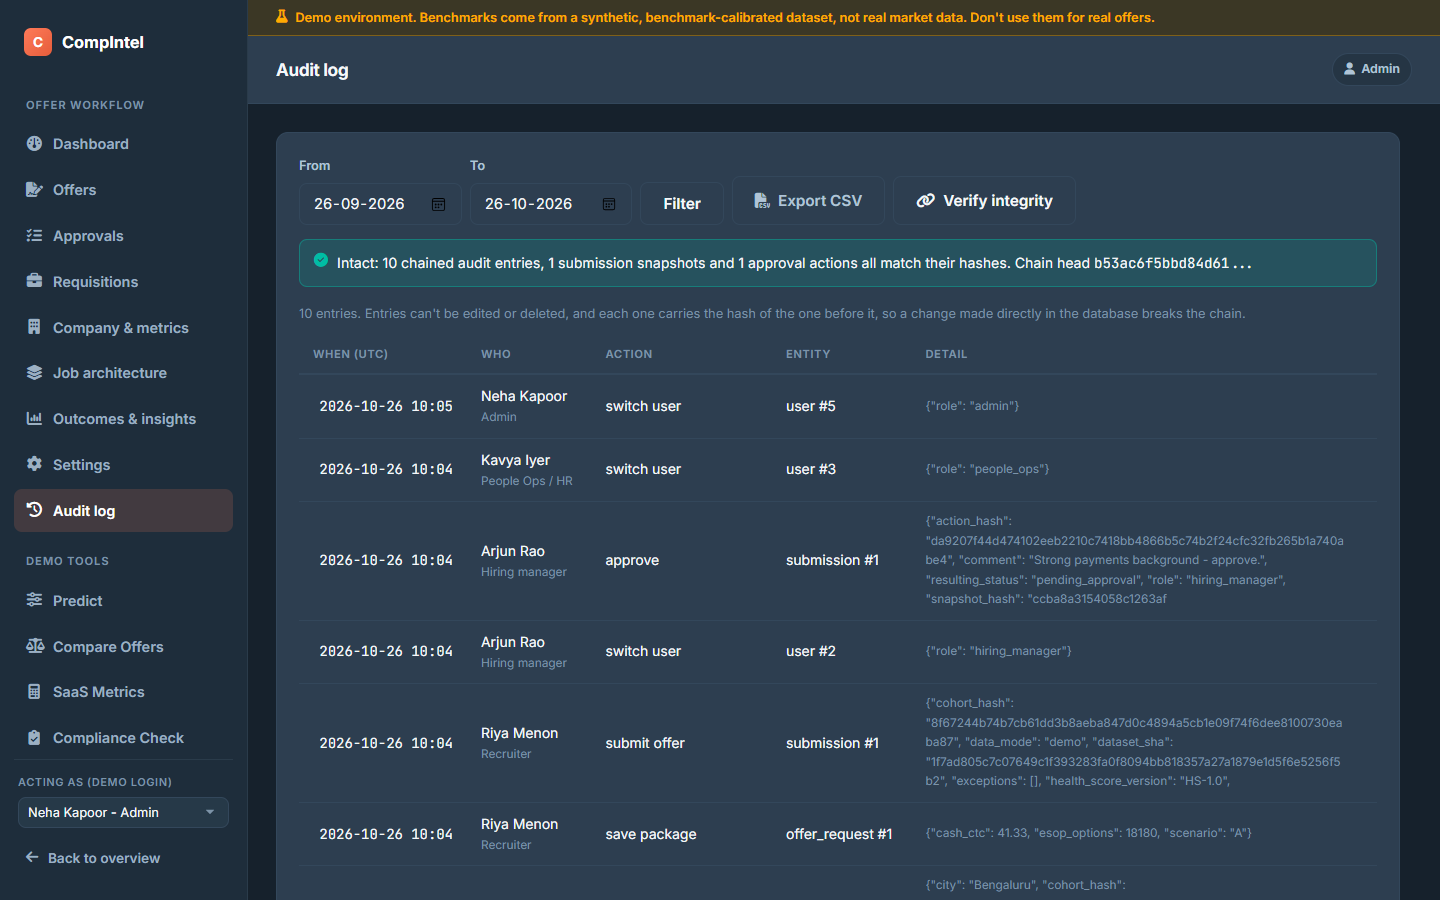 Demo environment. Benchmarks come from a synthetic, benchmark-calibrated dataset, not real market data. Don't use them for real offers.
C CompIntel
Audit log
Admin
OFFER WORKFLOW
Dashboard
Offers
Approvals
Requisitions
Company & metrics
Job architecture
Outcomes & insights
Settings
Audit log
DEMO TOOLS
Predict
Compare Offers
SaaS Metrics
Compliance Check
ACTING AS (DEMO LOGIN)
Neha Kapoor - Admin
Back to overview
From To
26-09-2026 26-10-2026 Filter Export CSV Verify integrity
Intact: 10 chained audit entries, 1 submission snapshots and 1 approval actions all match their hashes. Chain head b53ac6f5bbd84d61...
10 entries. Entries can't be edited or deleted, and each one carries the hash of the one before it, so a change made directly in the database breaks the chain.
WHEN (UTC) WHO ACTION ENTITY DETAIL
2026-10-26 10:05 Neha Kapoor switch user user #5 {"role": "admin"}
Admin
2026-10-26 10:04 Kavya Iyer switch user user #3 {"role": "people_ops"}
People Ops / HR
2026-10-26 10:04 Arjun Rao approve submission #1 {"action_hash":
Hiring manager "da9207f44d474102eeb2210c7418bb4866b5c74b2f24cfc32fb265b1a740a
be4", "comment": "Strong payments background - approve.",
"resulting_status": "pending_approval", "role": "hiring_manager",
"snapshot_hash": "ccba8a3154058c1263af
2026-10-26 10:04 Arjun Rao switch user user #2 {"role": "hiring_manager"}
Hiring manager
2026-10-26 10:04 Riya Menon submit offer submission #1 {"cohort_hash":
Recruiter "8f67244b74b7cb61dd3b8aeba847d0c4894a5cb1e09f74f6dee8100730ea
ba87", "data_mode": "demo", "dataset_sha":
"1f7ad805c7c07649c1f393283fa0f8094bb818357a27a1879e1d5f6e5256f5
b2", "exceptions": [], "health_score_version": "HS-1.0",
2026-10-26 10:04 Riya Menon save package offer_request #1 {"cash_ctc": 41.33, "esop_options": 18180, "scenario": "A"}
Recruiter
{"city": "Bengaluru", "cohort_hash":